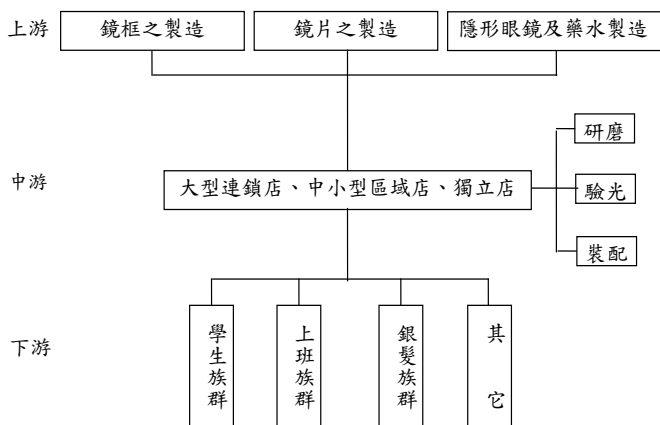 上游
鏡框之製造
鏡片之製造
隱形眼鏡及藥水製造
研磨
中游
大型連鎖店、中小型區域店、獨立店
驗光
裝配
下游
學生族群
上班族群
銀髮族群
其它